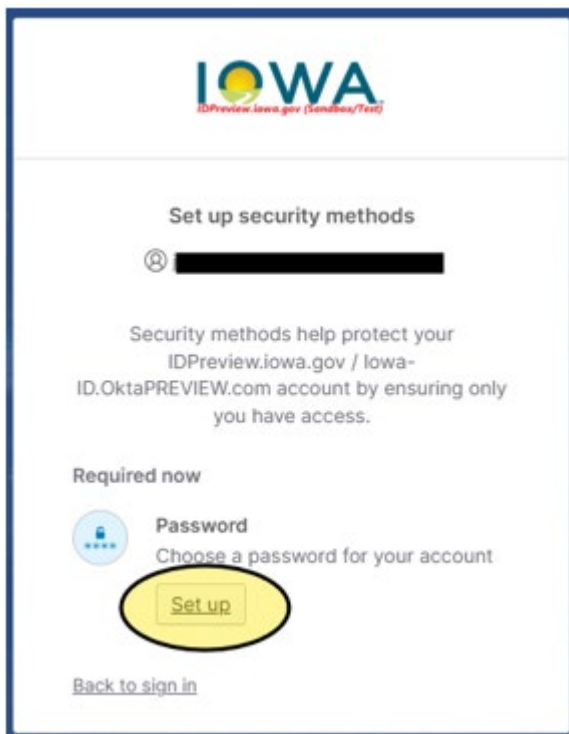 IOWA
IDPreview.iowa.gov (Sandbox/Test)
Set up security methods
Security methods help protect your
IDPreview.iowa.gov / Iowa-
ID.OktaPREVIEW.com account by ensuring only
you have access.
Required now
Password
Choose a password for your account
Set up
Back to sign in